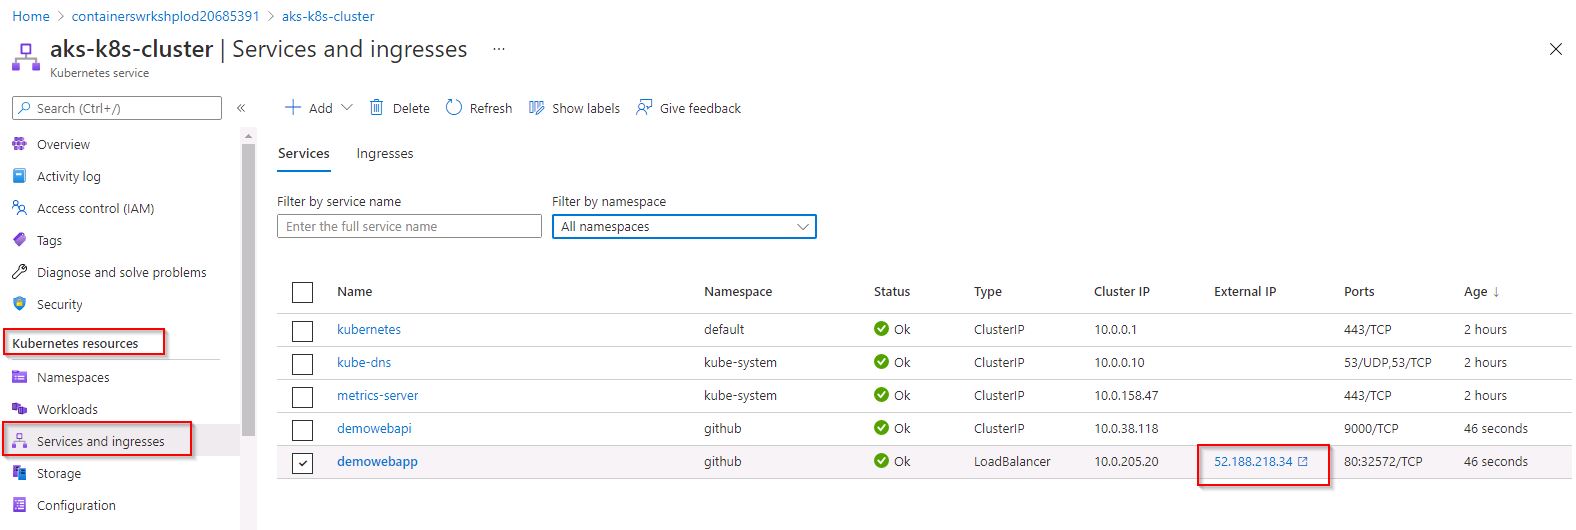 Home > containerswrkshplod20685391 > aks-k8s-cluster
aks-k8s-cluster | Services and ingresses ...
Kubernetes service
Search (Ctrl+/) «
Add Delete Refresh Show labels Give feedback
Overview
Activity log
Access control (IAM)
Tags
Diagnose and solve problems
Security
Kubernetes resources
Namespaces
Workloads
Services and ingresses
Storage
Configuration
Services Ingresses
Filter by service name Filter by namespace
Enter the full service name All namespaces
Name Namespace Status Type Cluster IP External IP Ports Age ↓
kubernetes default Ok ClusterIP 10.0.0.1 443/TCP 2 hours
kube-dns kube-system Ok ClusterIP 10.0.0.10 53/UDP,53/TCP 2 hours
metrics-server kube-system Ok ClusterIP 10.0.158.47 443/TCP 2 hours
demowebapi github Ok ClusterIP 10.0.38.118 9000/TCP 46 seconds
demowebapp github Ok LoadBalancer 10.0.205.20 52.188.218.34 80:32572/TCP 46 seconds